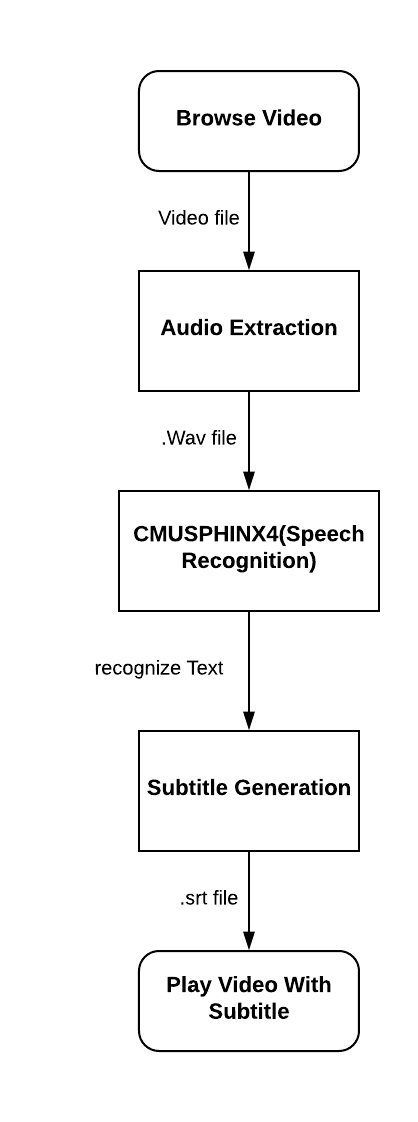 Browse Video
Video file
Audio Extraction
.Wav file
CMUSPHINX4(Speech
Recognition)
recognize Text
Subtitle Generation
.srt file
Play Video With
Subtitle